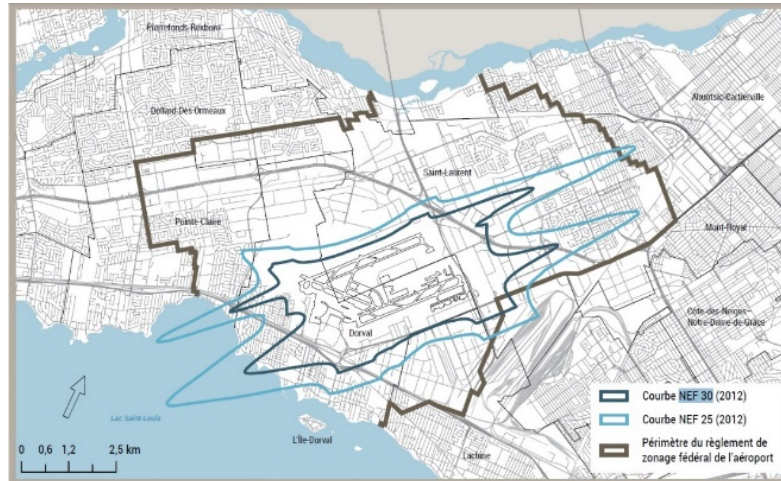 Pierrefonds-Roxboro
Ahuntsic-Cartierville
Dollard-Des Ormeaux
Saint-Laurent
Pointe-Claire
Mont-Royal
Côte-des-Neiges-
Notre-Dame-de-Grâce
Dorval
Lac Saint-Louis
L'Île-Dorval
Lachine
0 0,6 1,2 2,5 km
Courbe NEF 30 (2012)
Courbe NEF 25 (2012)
Périmètre du règlement de
zonage fédéral de l'aéroport